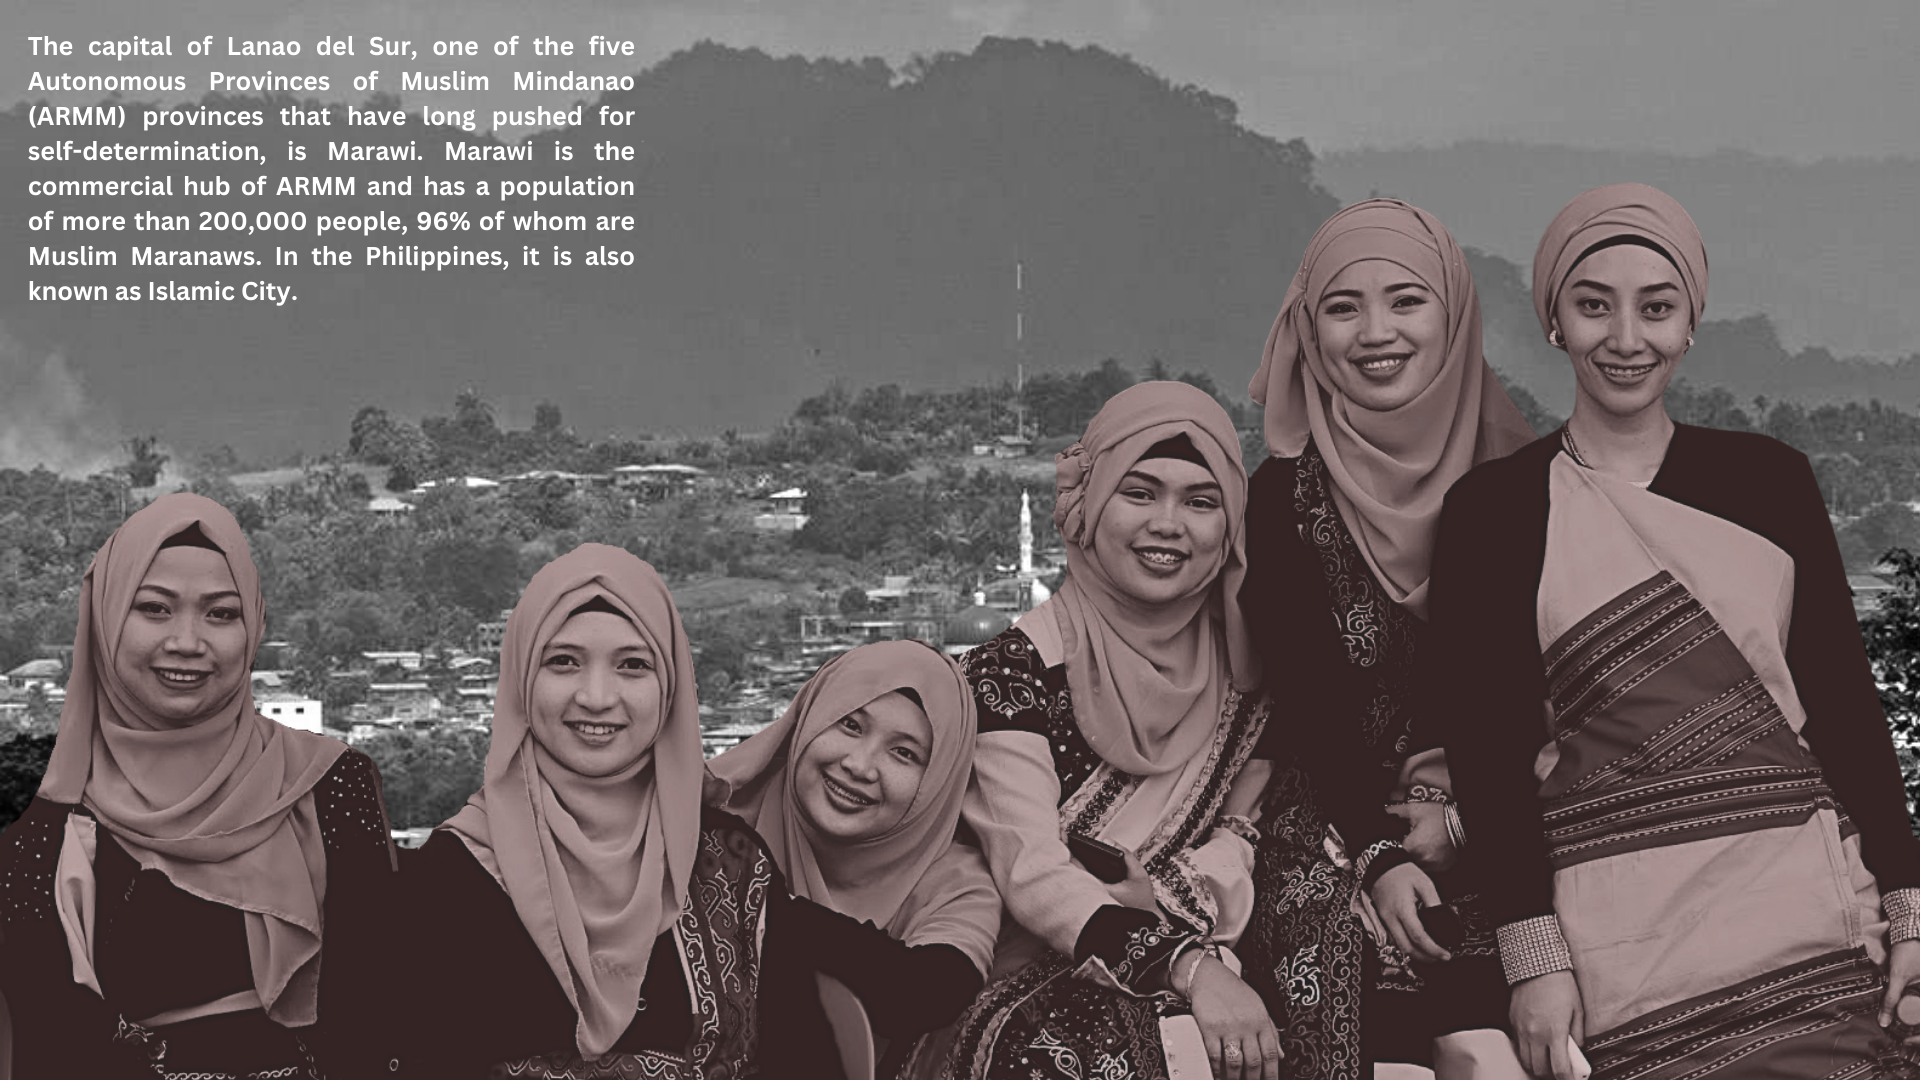 The capital of Lanao del Sur, one of the five
Autonomous Provinces of Muslim Mindanao
(ARMM) provinces that have long pushed for
self-determination, is Marawi. Marawi is the
commercial hub of ARMM and has a population
of more than 200,000 people, 96% of whom are
Muslim Maranaws. In the Philippines, it is also
known as Islamic City.